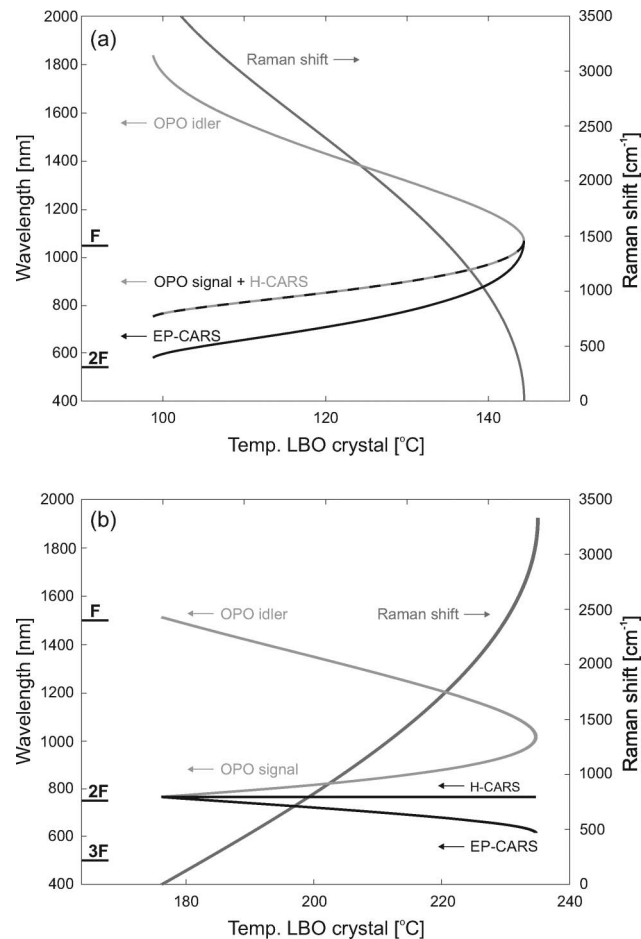 (a)
2000
1800
1600
1400
1200
1000
800
600
400
Wavelength [nm]
F
2F
Raman shift
OPO idler
OPO signal + H-CARS
EP-CARS
3500
3000
2500
2000
1500
1000
500
0
Raman shift [cm⁻¹]
100
120
140
Temp. LBO crystal [°C]
(b)
2000
1800
1600
1400
1200
1000
800
600
400
Wavelength [nm]
F
2F
3F
OPO idler
Raman shift
OPO signal
H-CARS
EP-CARS
3500
3000
2500
2000
1500
1000
500
0
Raman shift [cm⁻¹]
180
200
220
240
Temp. LBO crystal [°C]